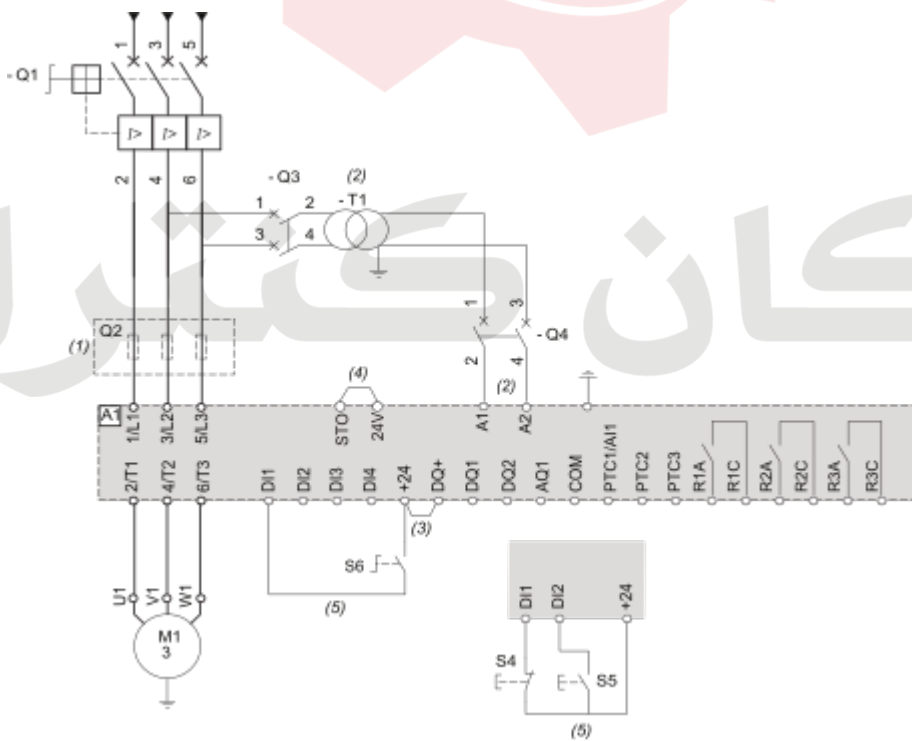 1 3 5
- Q1
I> I> I>
2 4 6
- Q3 (2)
1 2 - T1
3 4
کان کنترل
1 3
- Q4
2 4
(2)
Q2
(1)
(4)
A1
1/L1 3/L2 5/L3 STO 24V A1 A2
2/T1 4/T2 6/T3 DI1 DI2 DI3 DI4 +24 DQ+ DQ1 DQ2 AQ1 COM PTC1/AI1 PTC2 PTC3 R1A R1C R2A R2C R3A R3C
(3)
S6
(5)
U1 V1 W1
M1
3
DI1 DI2 +24
S4 S5
(5)